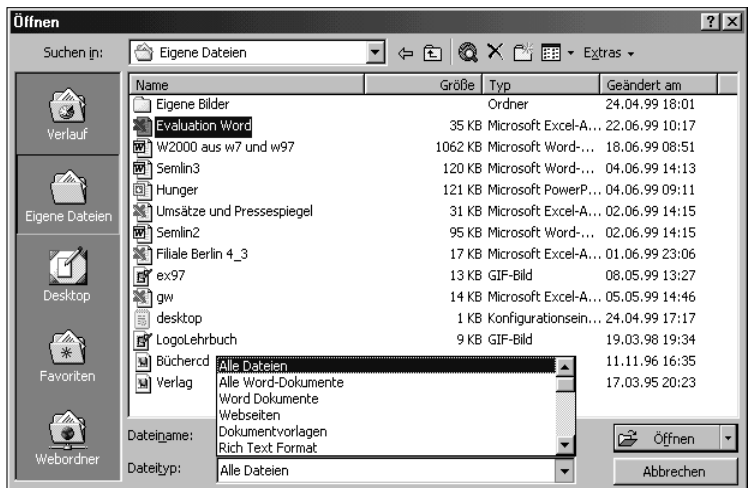 Öffnen
Suchen in: Eigene Dateien Extras
Name Größe Typ Geändert am
Eigene Bilder Ordner 24.04.99 18:01
Evaluation Word 35 KB Microsoft Excel-A... 22.06.99 10:17
W2000 aus w7 und w97 1062 KB Microsoft Word-... 18.06.99 08:51
Semlin3 120 KB Microsoft Word-... 04.06.99 14:13
Hunger 121 KB Microsoft PowerP... 04.06.99 09:11
Umsätze und Pressespiegel 31 KB Microsoft Excel-A... 02.06.99 14:15
Semlin2 95 KB Microsoft Word-... 02.06.99 14:15
Filiale Berlin 4_3 17 KB Microsoft Excel-A... 01.06.99 23:06
ex97 13 KB GIF-Bild 08.05.99 13:27
gw 14 KB Microsoft Excel-A... 05.05.99 14:46
desktop 1 KB Konfigurationsein... 24.04.99 17:17
LogoLehrbuch 9 KB GIF-Bild 19.03.98 19:34
Büchercd 11.11.96 16:35
Verlag 17.03.95 20:23
Verlauf
Eigene Dateien
Desktop
Favoriten
Webordner
Alle Dateien
Alle Word-Dokumente
Word Dokumente
Webseiten
Dokumentvorlagen
Rich Text Format
Dateiname: Öffnen
Dateityp: Alle Dateien Abbrechen